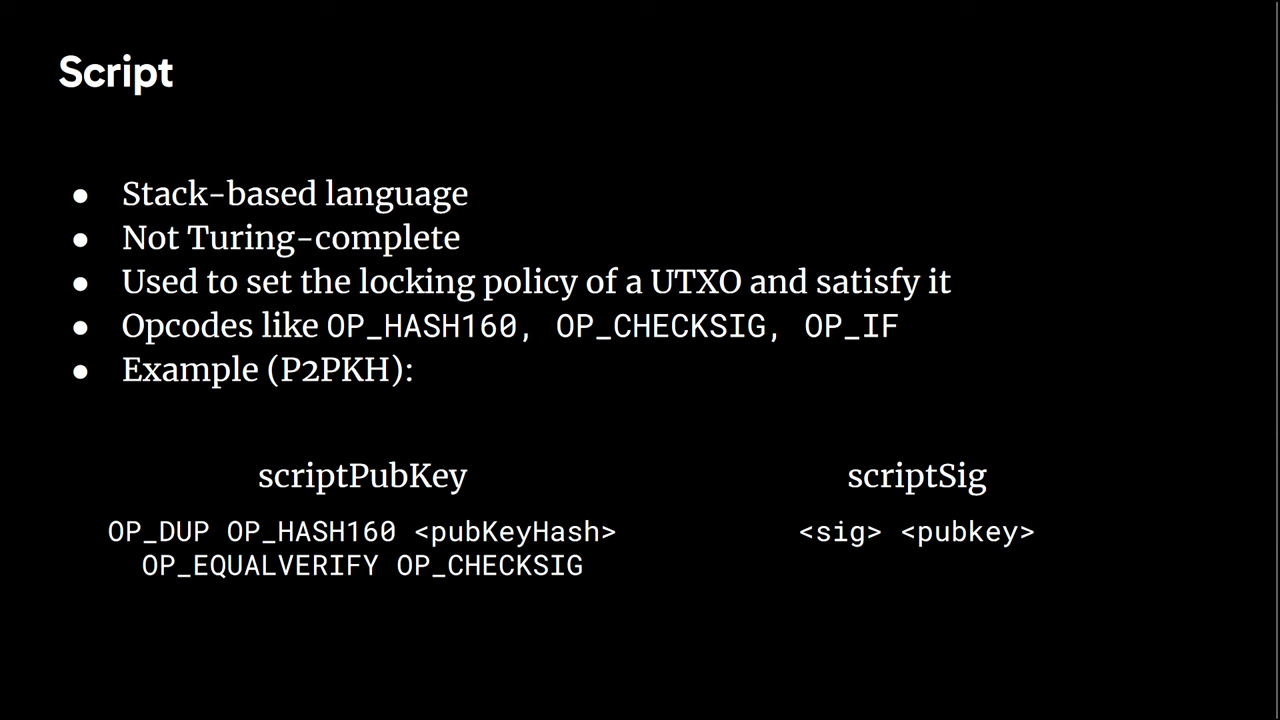 Script
● Stack-based language
● Not Turing-complete
● Used to set the locking policy of a UTXO and satisfy it
● Opcodes like OP_HASH160, OP_CHECKSIG, OP_IF
● Example (P2PKH):
scriptPubKey
OP_DUP OP_HASH160 <pubKeyHash>
OP_EQUALVERIFY OP_CHECKSIG
scriptSig
<sig> <pubkey>